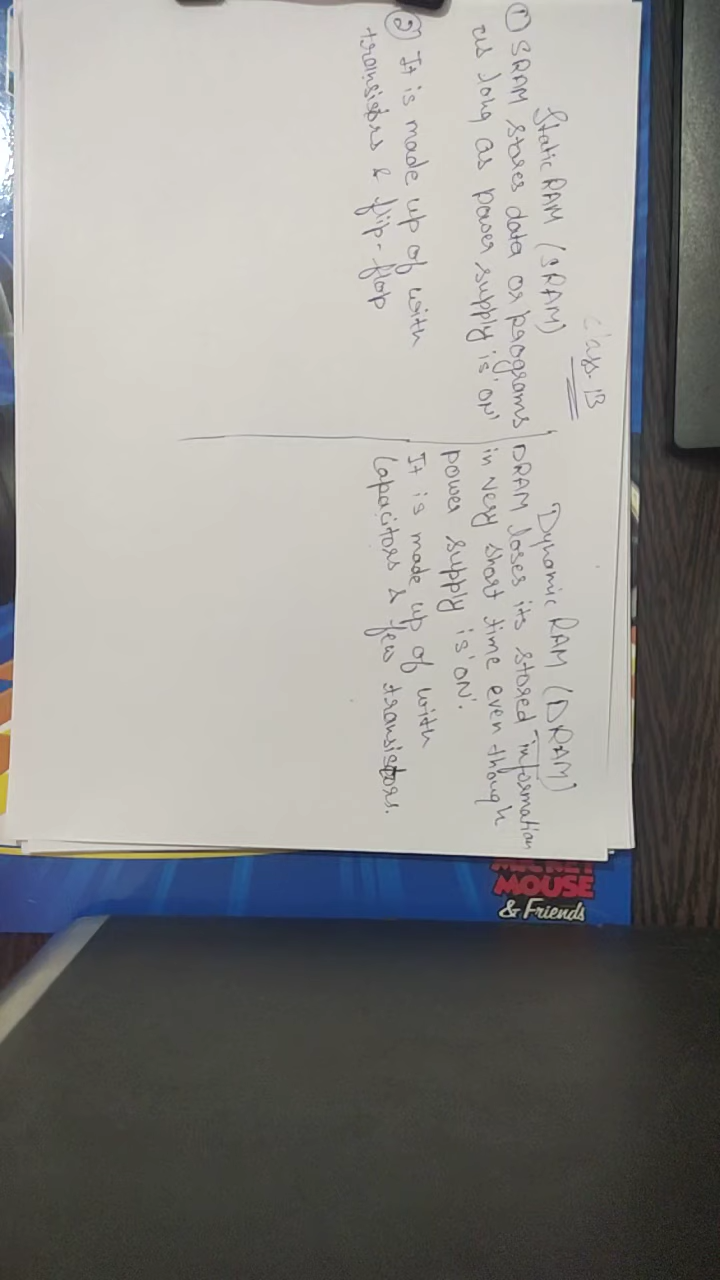 Class 13
Static RAM (SRAM)
Dynamic RAM (DRAM)
① SRAM stores data or programs
as long as power supply is 'ON'
DRAM loses its stored information
in very short time even though
power supply is 'ON'.
② It is made up of with
transistors & flip-flop
It is made up of with
Capacitors & few transistors.
MICKEY
MOUSE
& Friends